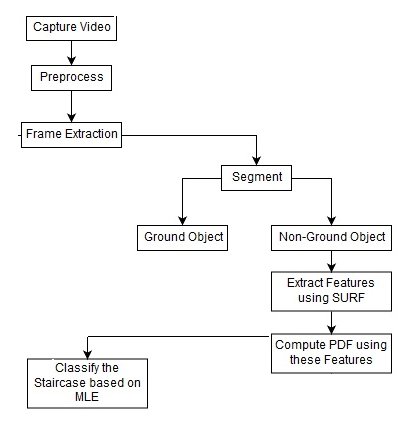 Capture Video
Preprocess
Frame Extraction
Segment
Ground Object
Non-Ground Object
Extract Features
using SURF
Compute PDF using
these Features
Classify the
Staircase based on
MLE